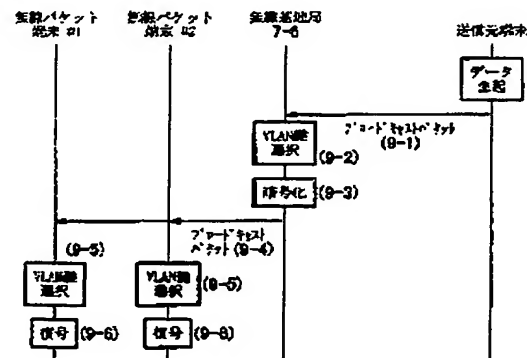 無線パケット
端末 #1
無線パケット
端末 #2
無線基地局
7-6
送信元端末
データ
生起
ブロードキャストパケット
(9-1)
VLAN鍵
選択
(9-2)
暗号化
(9-3)
ブロードキャスト
パケット(9-4)
(9-5)
VLAN鍵
選択
VLAN鍵
選択
(9-5)
復号
(9-6)
復号
(9-6)